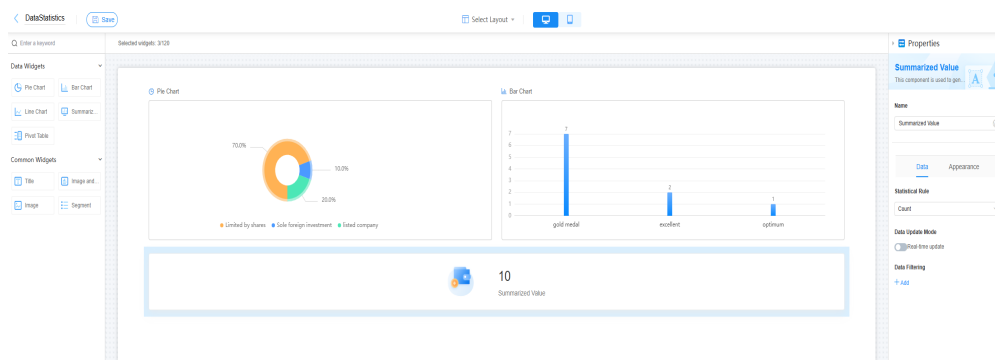 DataStatistics
Save
Select Layout
Enter a keyword
Selected widgets: 3/120
Properties
Data Widgets
Pie Chart
Bar Chart
Line Chart
Summariz...
Pivot Table
Common Widgets
Title
Image and...
Image
Segment
Pie Chart
70.0%
10.0%
20.0%
Limited by shares
Sole foreign investment
listed company
Bar Chart
7
6
5
4
3
2
1
0
7
2
1
gold medal
excellent
optimum
10
Summarized Value
Summarized Value
This component is used to gen...
A
Name
Summarized Value
Data
Appearance
Statistical Rule
Count
Data Update Mode
Real-time update
Data Filtering
+ Add